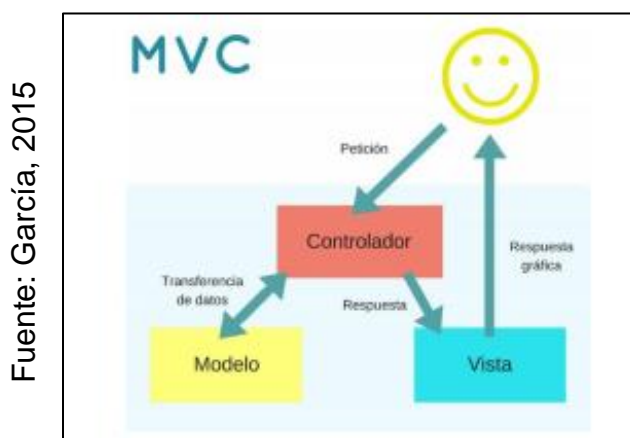 Fuente: García, 2015
MVC
Petición
Controlador
Respuesta
gráfica
Transferencia
de datos
Respuesta
Modelo
Vista